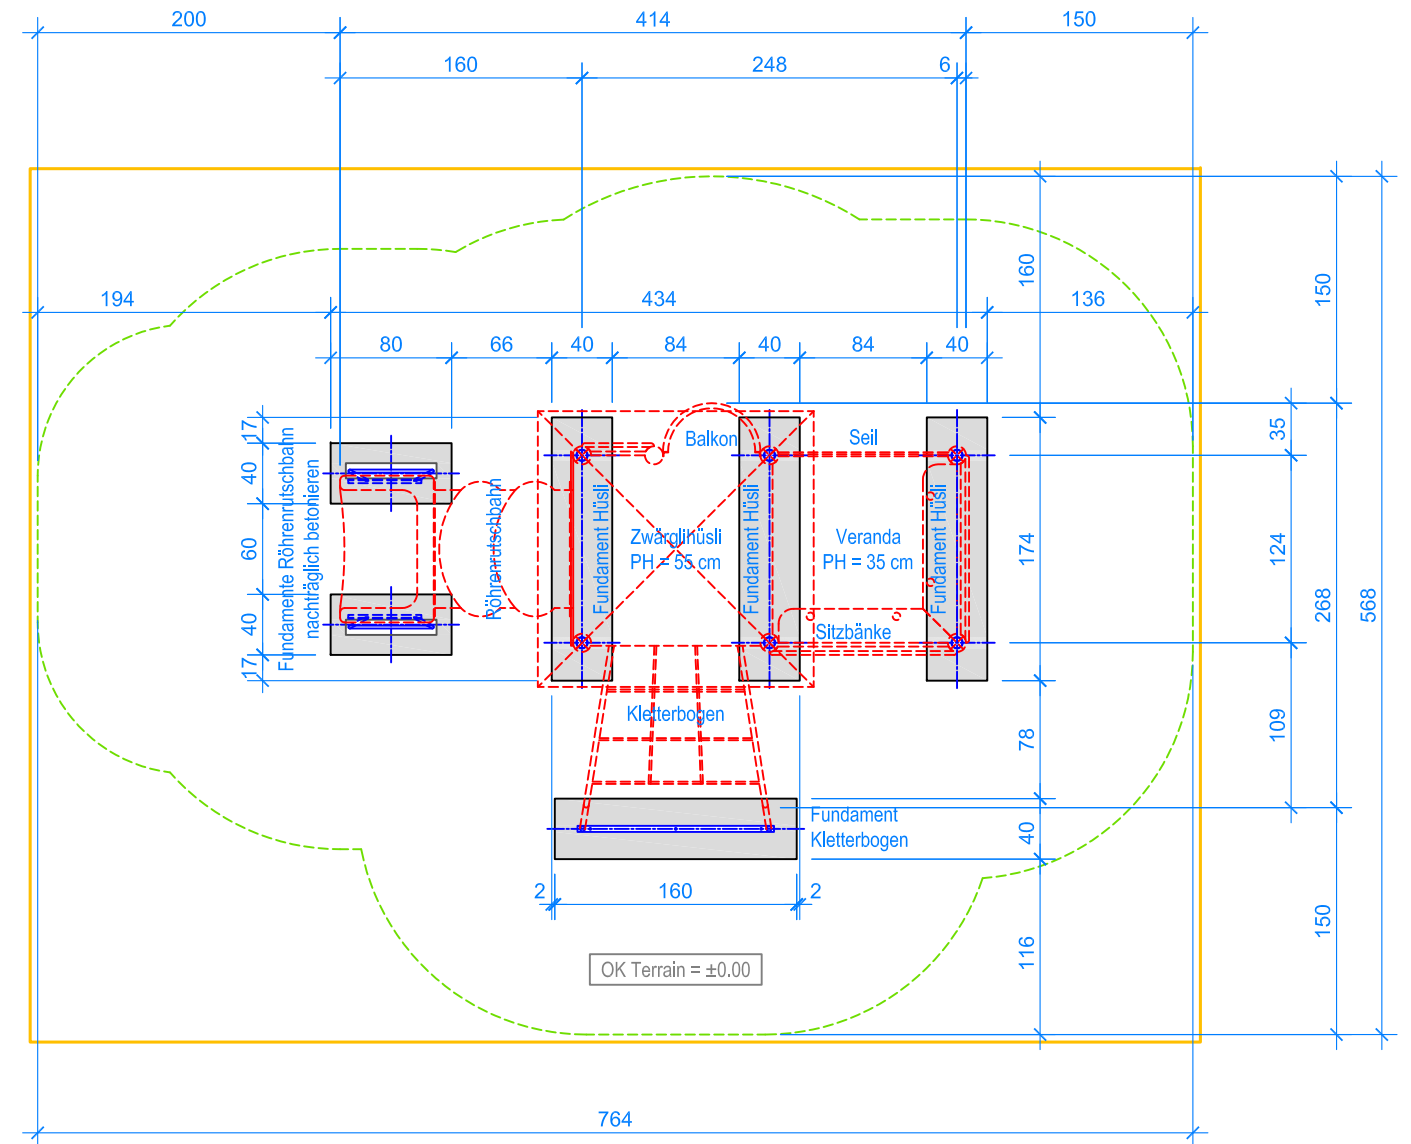 200
414
150
160
248
6
194
434
136
80
66
40
84
40
84
40
17
40
60
40
17
Fundamente Röhrenrutschbahn
nachträglich betonieren
Röhrenrutschbahn
Fundament Hüsli
Balkon
Zwärglihüsli
PH = 55 cm
Fundament Hüsli
Seil
Veranda
PH = 35 cm
Sitzbänke
Fundament Hüsli
Kletterbogen
Fundament
Kletterbogen
2
160
2
160
174
78
40
116
35
124
109
150
268
150
568
OK Terrain = ±0.00
764